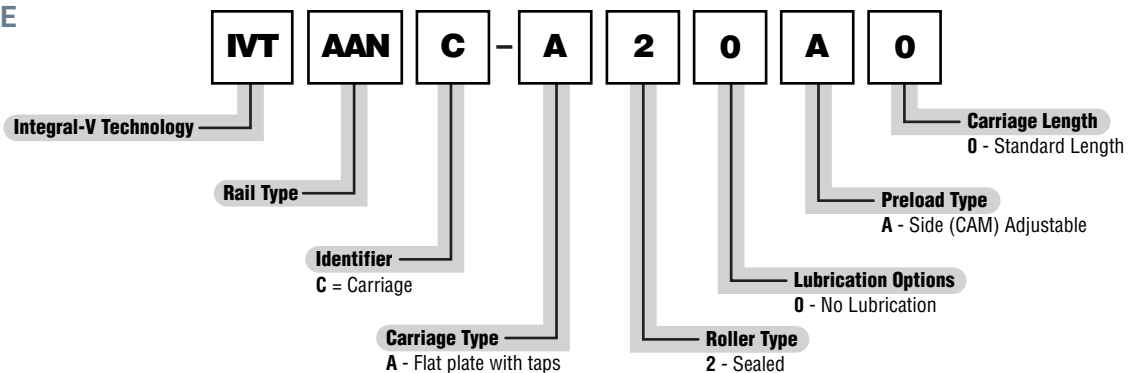 E
IVT AAN C - A 2 0 A 0
Integral-V Technology
Carriage Length
0 - Standard Length
Rail Type
Preload Type
A - Side (CAM) Adjustable
Identifier
C = Carriage
Lubrication Options
0 - No Lubrication
Carriage Type
A - Flat plate with taps
Roller Type
2 - Sealed